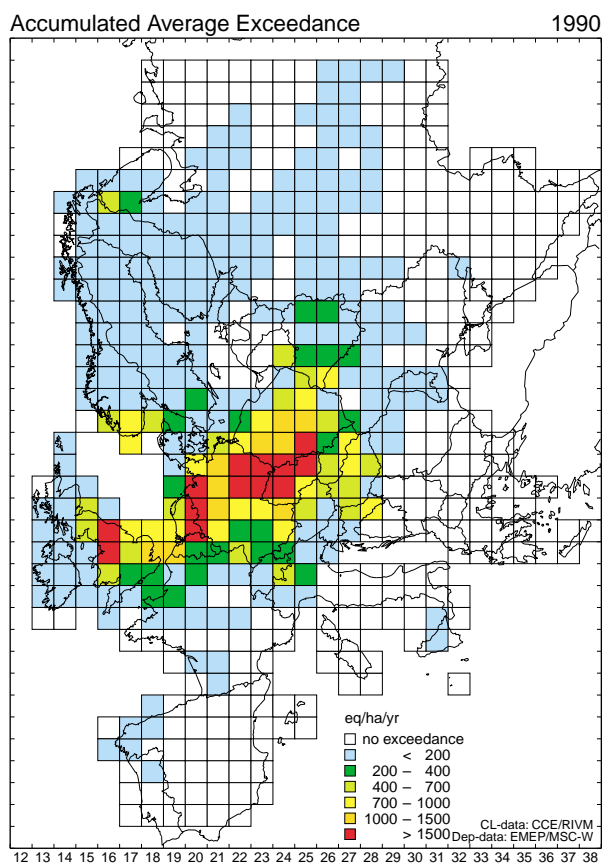 Accumulated Average Exceedance 1990
eq/ha/yr
no exceedance
< 200
200 – 400
400 – 700
700 – 1000
1000 – 1500
> 1500
CL-data: CCE/RIVM
Dep-data: EMEP/MSC-W
12 13 14 15 16 17 18 19 20 21 22 23 24 25 26 27 28 29 30 31 32 33 34 35 36 37 38